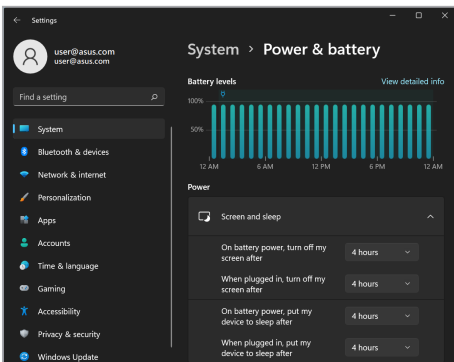 Settings
user@asus.com
user@asus.com
Find a setting
System
Bluetooth & devices
Network & internet
Personalization
Apps
Accounts
Time & language
Gaming
Accessibility
Privacy & security
Windows Update
System > Power & battery
Battery levels View detailed info
100%
50%
12 AM 6 AM 12 PM 6 PM 12 AM
Power
Screen and sleep
On battery power, turn off my
screen after
4 hours
When plugged in, turn off my
screen after
4 hours
On battery power, put my
device to sleep after
4 hours
When plugged in, put my
device to sleep after
4 hours